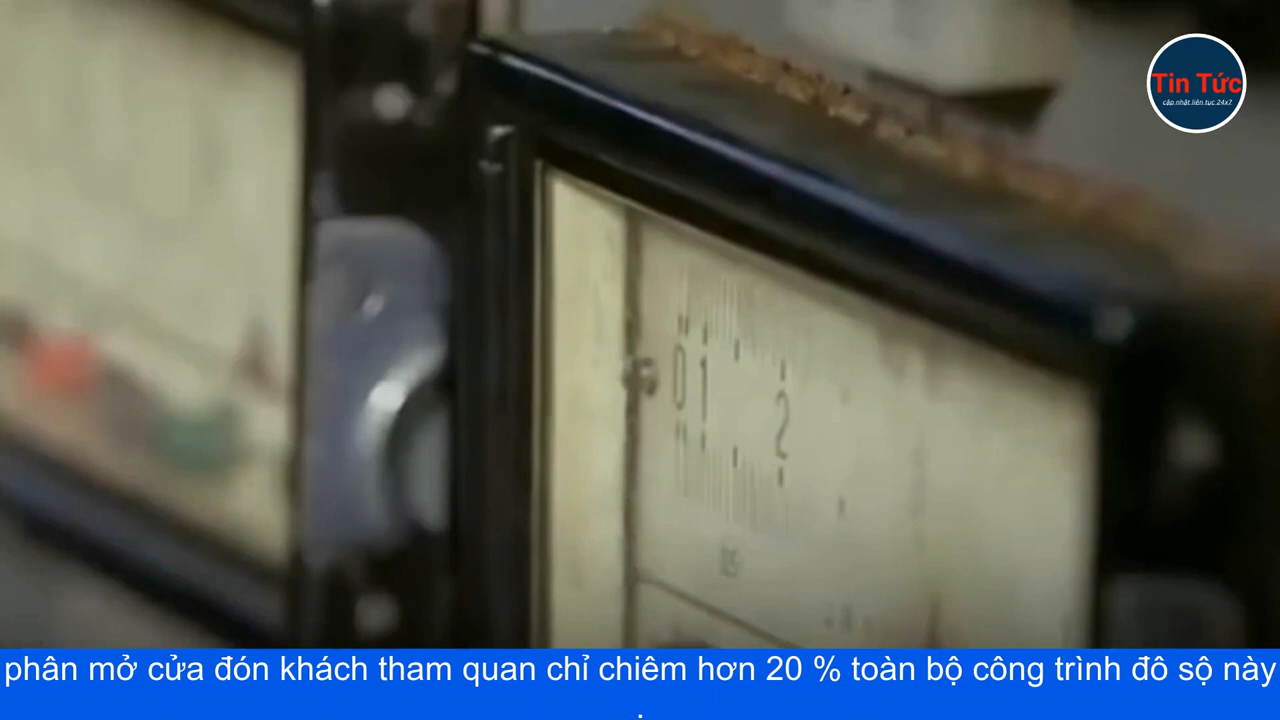 Tin Tức
cập nhật liên tục 24x7
01 2
phân mở cửa đón khách tham quan chỉ chiêm hơn 20 % toàn bộ công trình đô sộ này
.